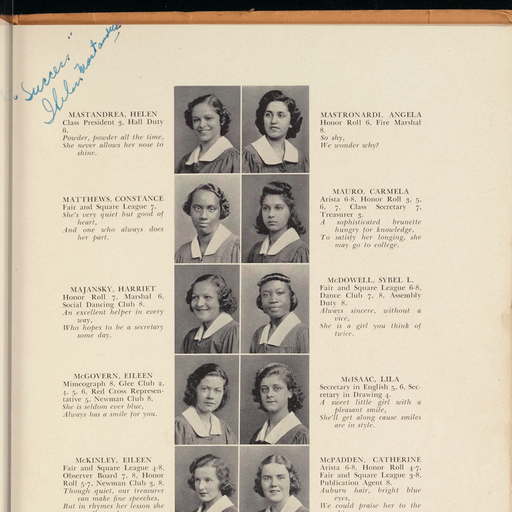 Success"
Helen Mastandrea
MASTANDREA, HELEN
Class President 3, Hall Duty
6.
Powder, powder all the time,
She never allows her nose to
shine.
MASTRONARDI, ANGELA
Honor Roll 6, Fire Marshal
8.
So shy,
We wonder why?
MATTHEWS, CONSTANCE
Fair and Square League 7.
She's very quiet but good of
heart,
And one who always does
her part.
MAURO, CARMELA
Arista 6-8, Honor Roll 3, 5,
6, 7, Class Secretary 7,
Treasurer 3.
A sophisticated brunette
hungry for knowledge,
To satisfy her longing, she
may go to college.
MAJANSKY, HARRIET
Honor Roll 7, Marshal 6,
Social Dancing Club 8.
An excellent helper in every
way,
Who hopes to be a secretary
some day.
McDOWELL, SYBEL L.
Fair and Square League 6-8,
Dance Club 7, 8, Assembly
Duty 8.
Always sincere, without a
vice,
She is a girl you think of
twice.
McGOVERN, EILEEN
Mimeograph 8, Glee Club 2,
4, 5, 6, Red Cross Represen-
tative 5, Newman Club 8.
She is seldom ever blue,
Always has a smile for you.
McISAAC, LILA
Secretary in English 5, 6, Sec-
retary in Drawing 4.
A sweet little girl with a
pleasant smile,
She'll get along cause smiles
are in style.
McKINLEY, EILEEN
Fair and Square League 4-8,
Observer Board 7, 8, Honor
Roll 5-7, Newman Club 3, 8.
Though quiet, our treasurer
can make fine speeches,
But in rhymes her lesson she
McPADDEN, CATHERINE
Arista 6-8, Honor Roll 4-7,
Fair and Square League 3-8,
Publication Agent 8.
Auburn hair, bright blue
eyes,
We could praise her to the